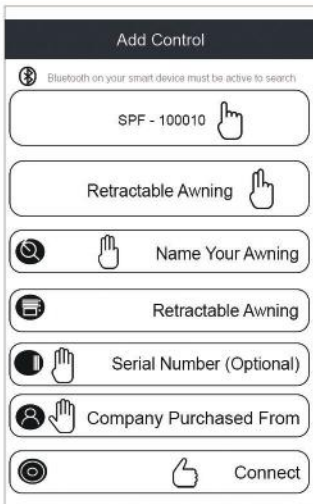 Add Control
Bluetooth on your smart device must be active to search
SPF - 100010
Retractable Awning
Name Your Awning
Retractable Awning
Serial Number (Optional)
Company Purchased From
Connect